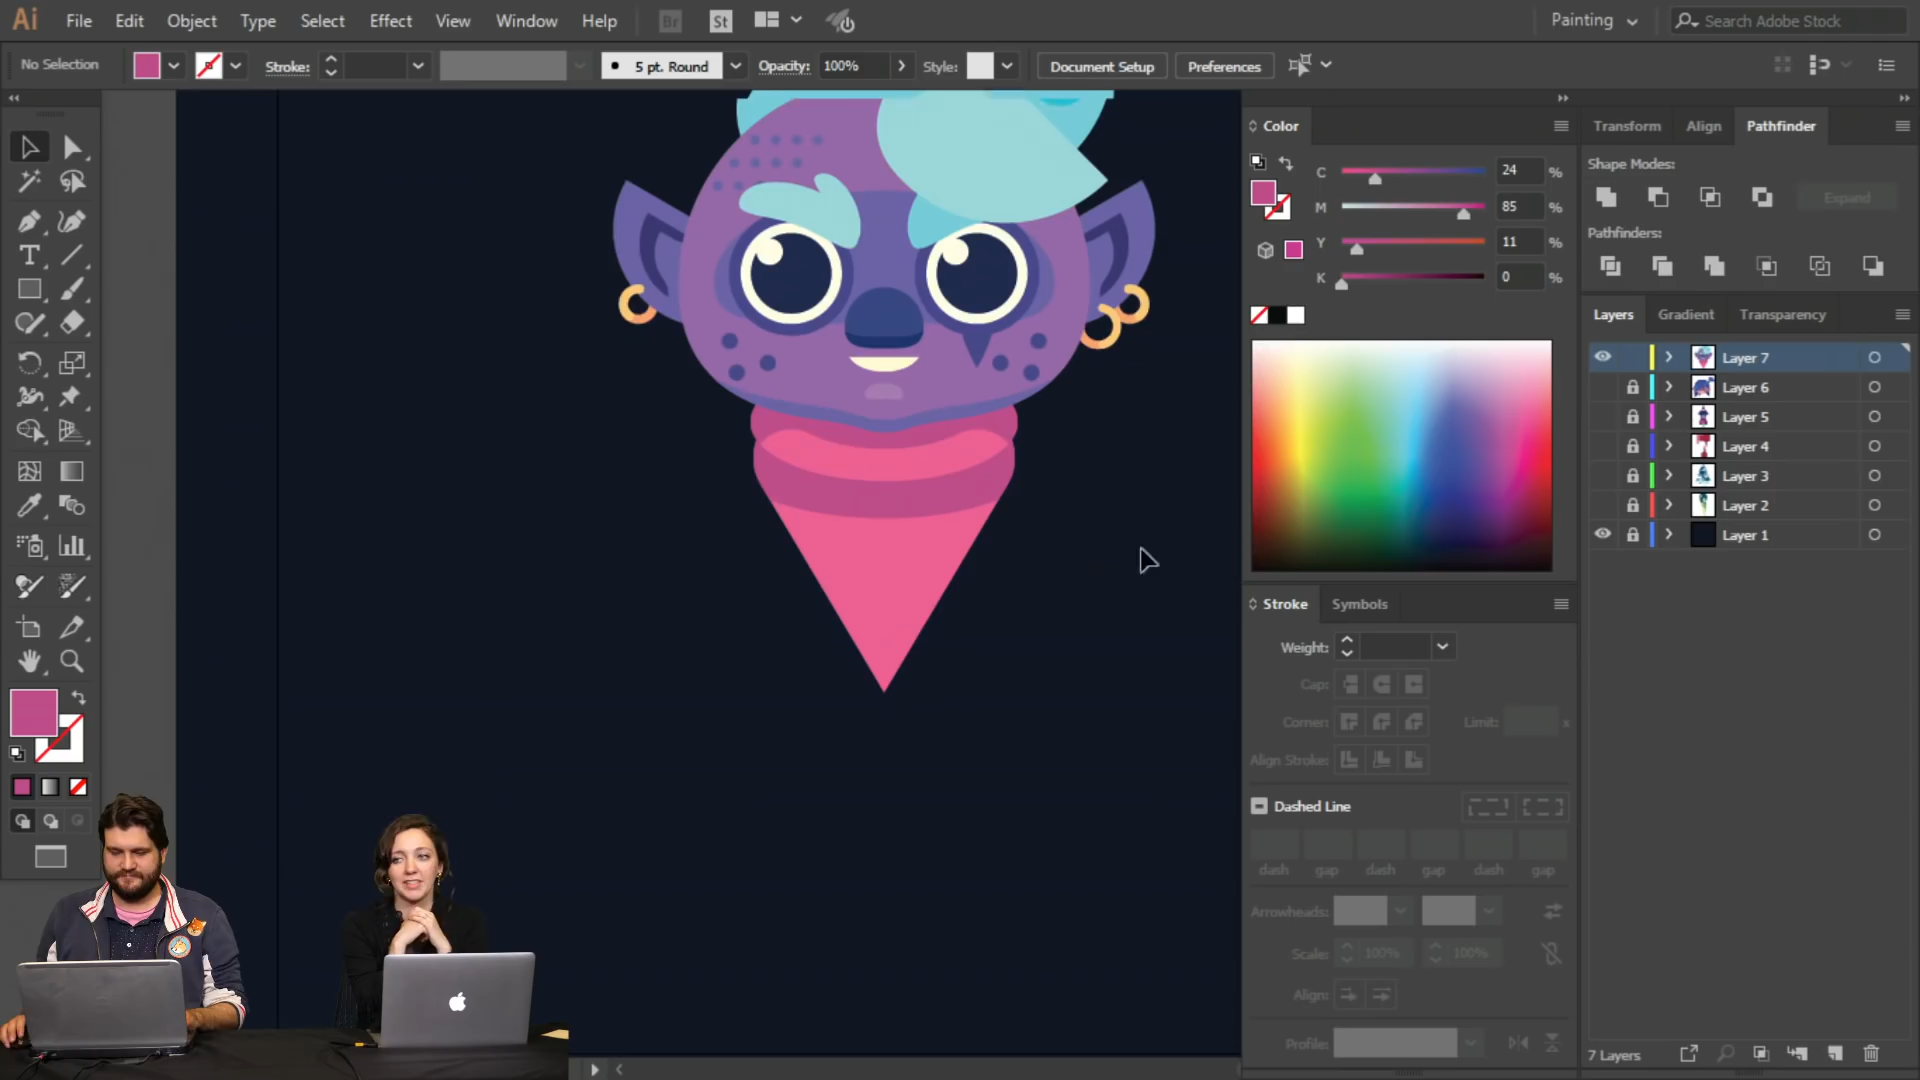 Ai File Edit Object Type Select Effect View Window Help Br St Painting Search Adobe Stock
No Selection Stroke: 5 pt. Round Opacity: 100% Style: Document Setup Preferences
Color
C 24 %
M 85 %
Y 11 %
K 0 %
Transform Align Pathfinder
Shape Modes:
Expand
Pathfinders:
Layers Gradient Transparency
Layer 7
Layer 6
Layer 5
Layer 4
Layer 3
Layer 2
Layer 1
Stroke Symbols
Weight:
Cap:
Corner: Limit: x
Align Stroke:
Dashed Line
dash gap dash gap dash gap
Arrowheads:
Scale: 100% 100%
Align:
Profile:
7 Layers